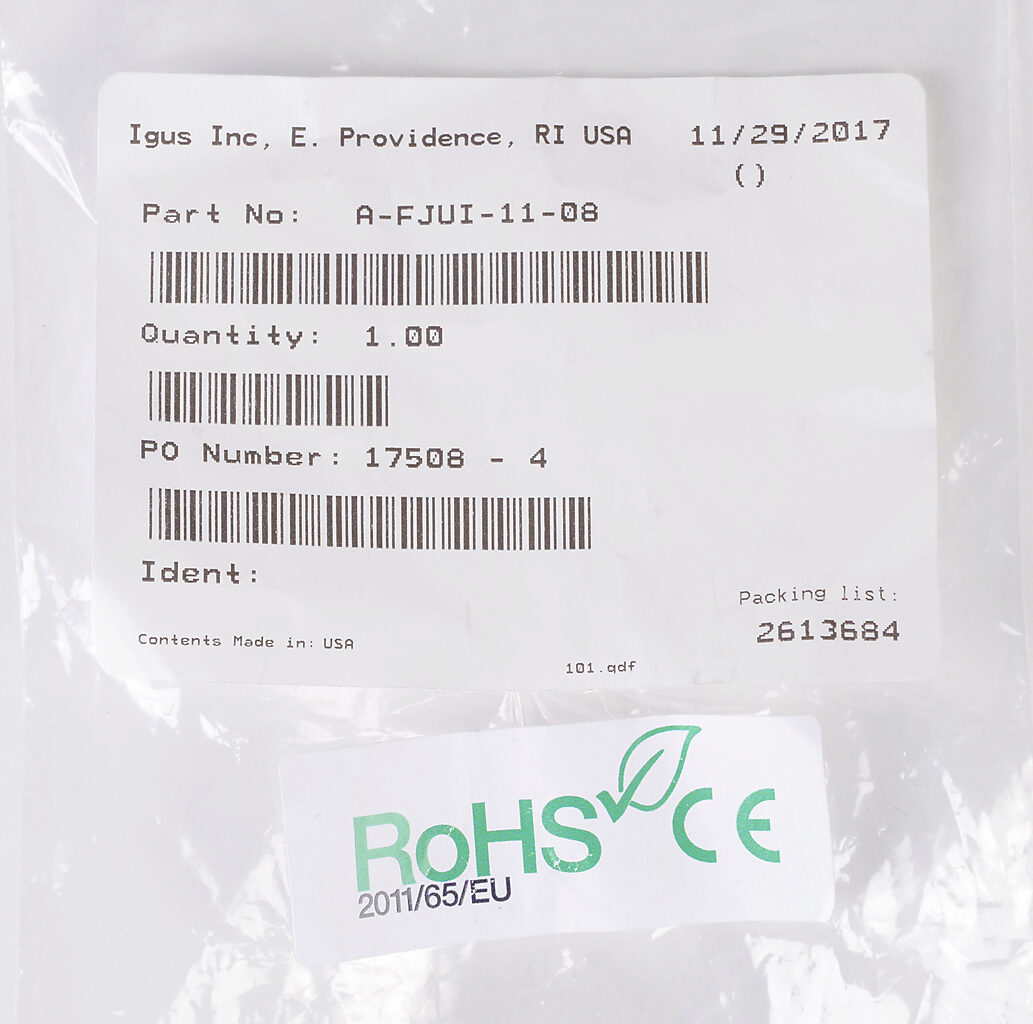 Igus Inc, E. Providence, RI USA 11/29/2017
()
Part No: A-FJUI-11-08
Quantity: 1.00
PO Number: 17508 - 4
Ident:
Packing list:
2613684
Contents Made in: USA
101.qdf
RoHS CE
2011/65/EU